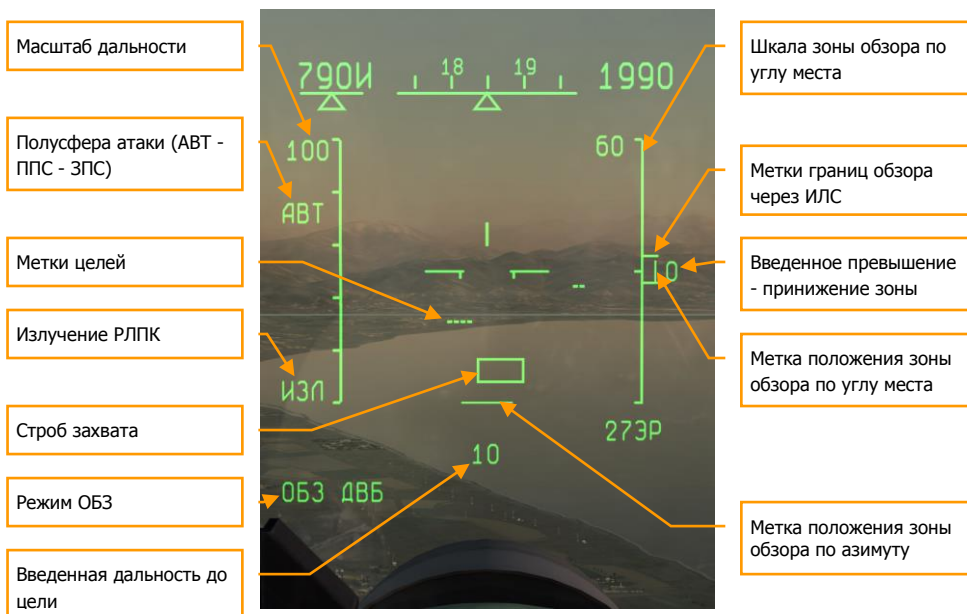 Масштаб дальности
Полусфера атаки (АВТ -
ППС - ЗПС)
Метки целей
Излучение РЛПК
Строб захвата
Режим ОБЗ
Введенная дальность до
цели
790И
18 19
1990
100
60
АВТ
0
ИЗЛ
273Р
10
ОБЗ ДВБ
Шкала зоны обзора по
углу места
Метки границ обзора
через ИЛС
Введенное превышение
- принижение зоны
Метка положения зоны
обзора по углу места
Метка положения зоны
обзора по азимуту